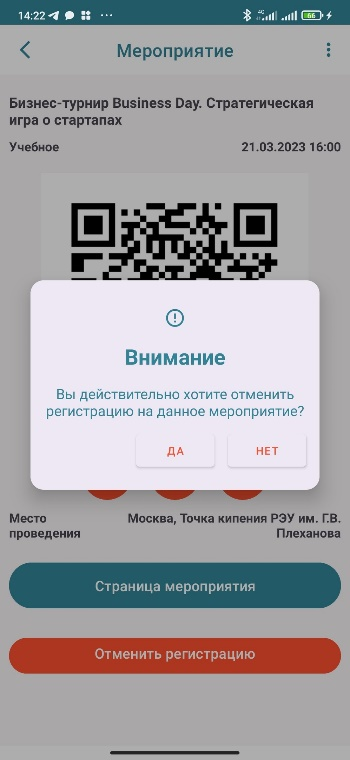 14:22
4G
66
Мероприятие
Бизнес-турнир Business Day. Стратегическая
игра о стартапах
Учебное 21.03.2023 16:00
Внимание
Вы действительно хотите отменить
регистрацию на данное мероприятие?
ДА НЕТ
Место Москва, Точка кипения РЭУ им. Г.В.
проведения Плеханова
Страница мероприятия
Отменить регистрацию